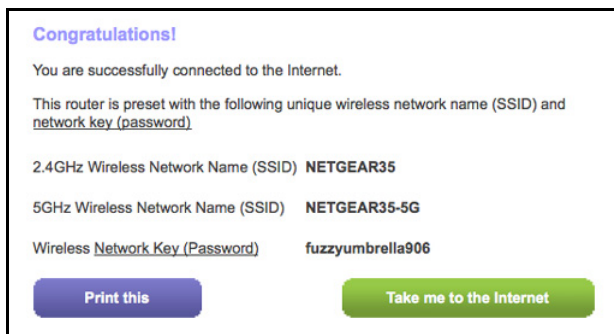 Congratulations!
You are successfully connected to the Internet.
This router is preset with the following unique wireless network name (SSID) and
network key (password)
2.4GHz Wireless Network Name (SSID) NETGEAR35
5GHz Wireless Network Name (SSID) NETGEAR35-5G
Wireless Network Key (Password) fuzzyumbrella906
Print this Take me to the Internet